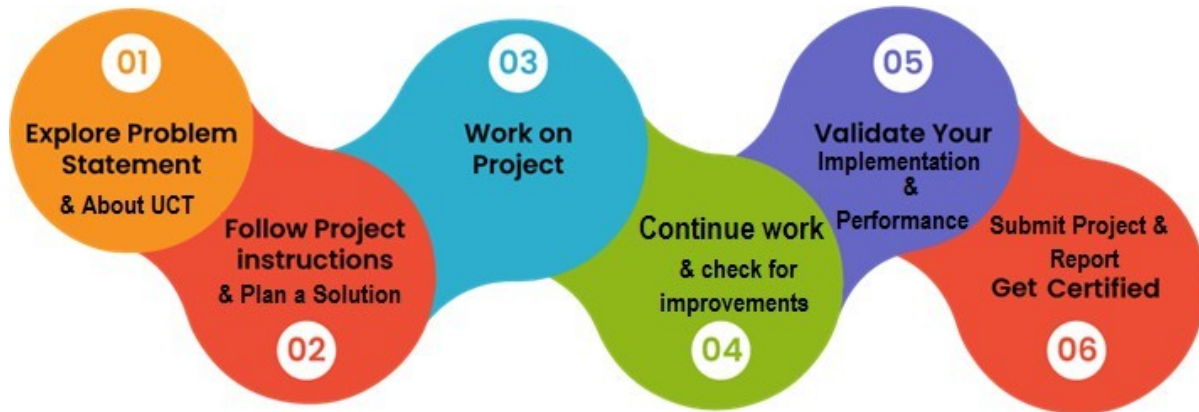 01
Explore Problem
Statement
& About UCT
Follow Project
instructions
& Plan a Solution
02
03
Work on
Project
Continue work
& check for
improvements
04
05
Validate Your
Implementation
&
Performance
Submit Project &
Report
Get Certified
06